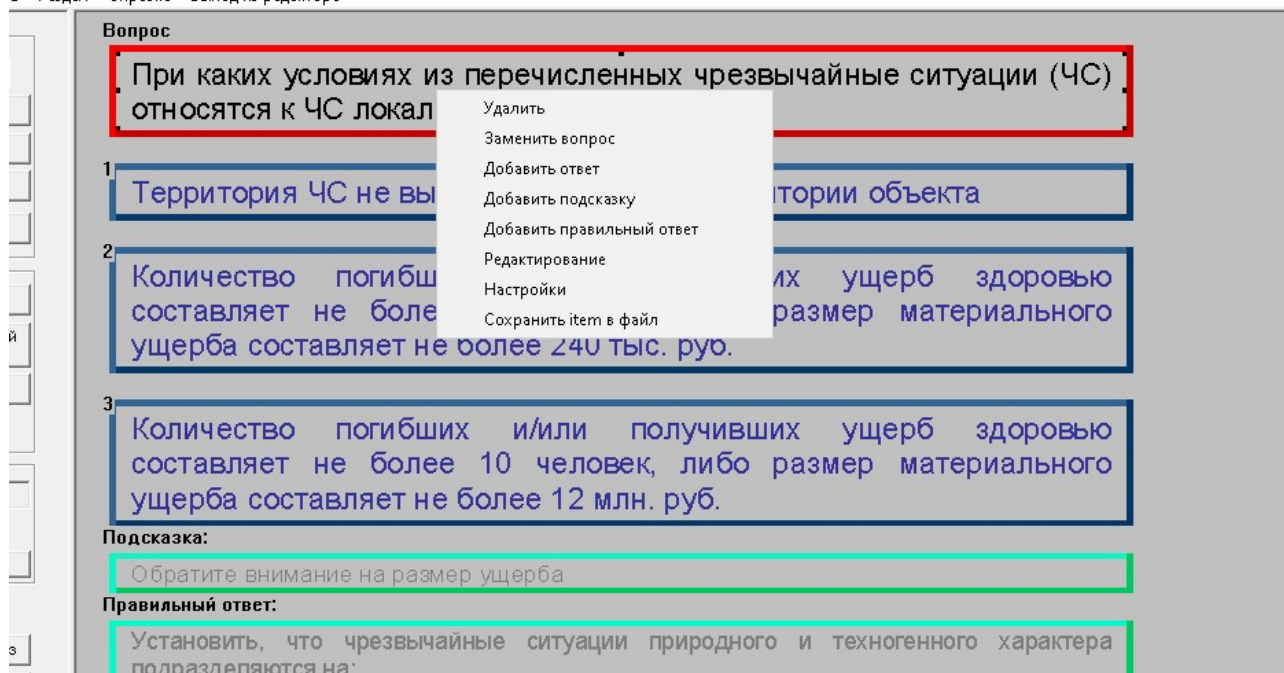 Вопрос
При каких условиях из перечисленных чрезвычайные ситуации (ЧС)
относятся к ЧС локал
Удалить
Заменить вопрос
Добавить ответ
Добавить подсказку
Добавить правильный ответ
Редактирование
Настройки
Сохранить item в файл
1
Территория ЧС не вы тории объекта
2
Количество погибш их ущерб здоровью
составляет не боле размер материального
ущерба составляет не более 240 тыс. руб.
3
Количество погибших и/или получивших ущерб здоровью
составляет не более 10 человек, либо размер материального
ущерба составляет не более 12 млн. руб.
Подсказка:
Обратите внимание на размер ущерба
Правильный ответ:
Установить, что чрезвычайные ситуации природного и техногенного характера
подразделяются на:
й
з